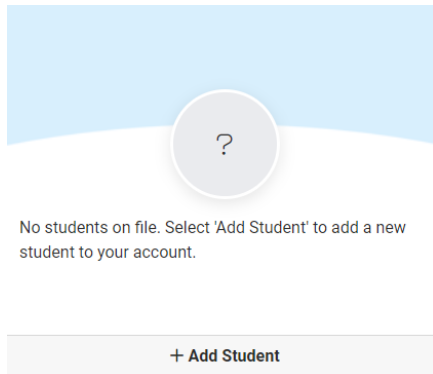 ?
No students on file. Select 'Add Student' to add a new
student to your account.
+ Add Student